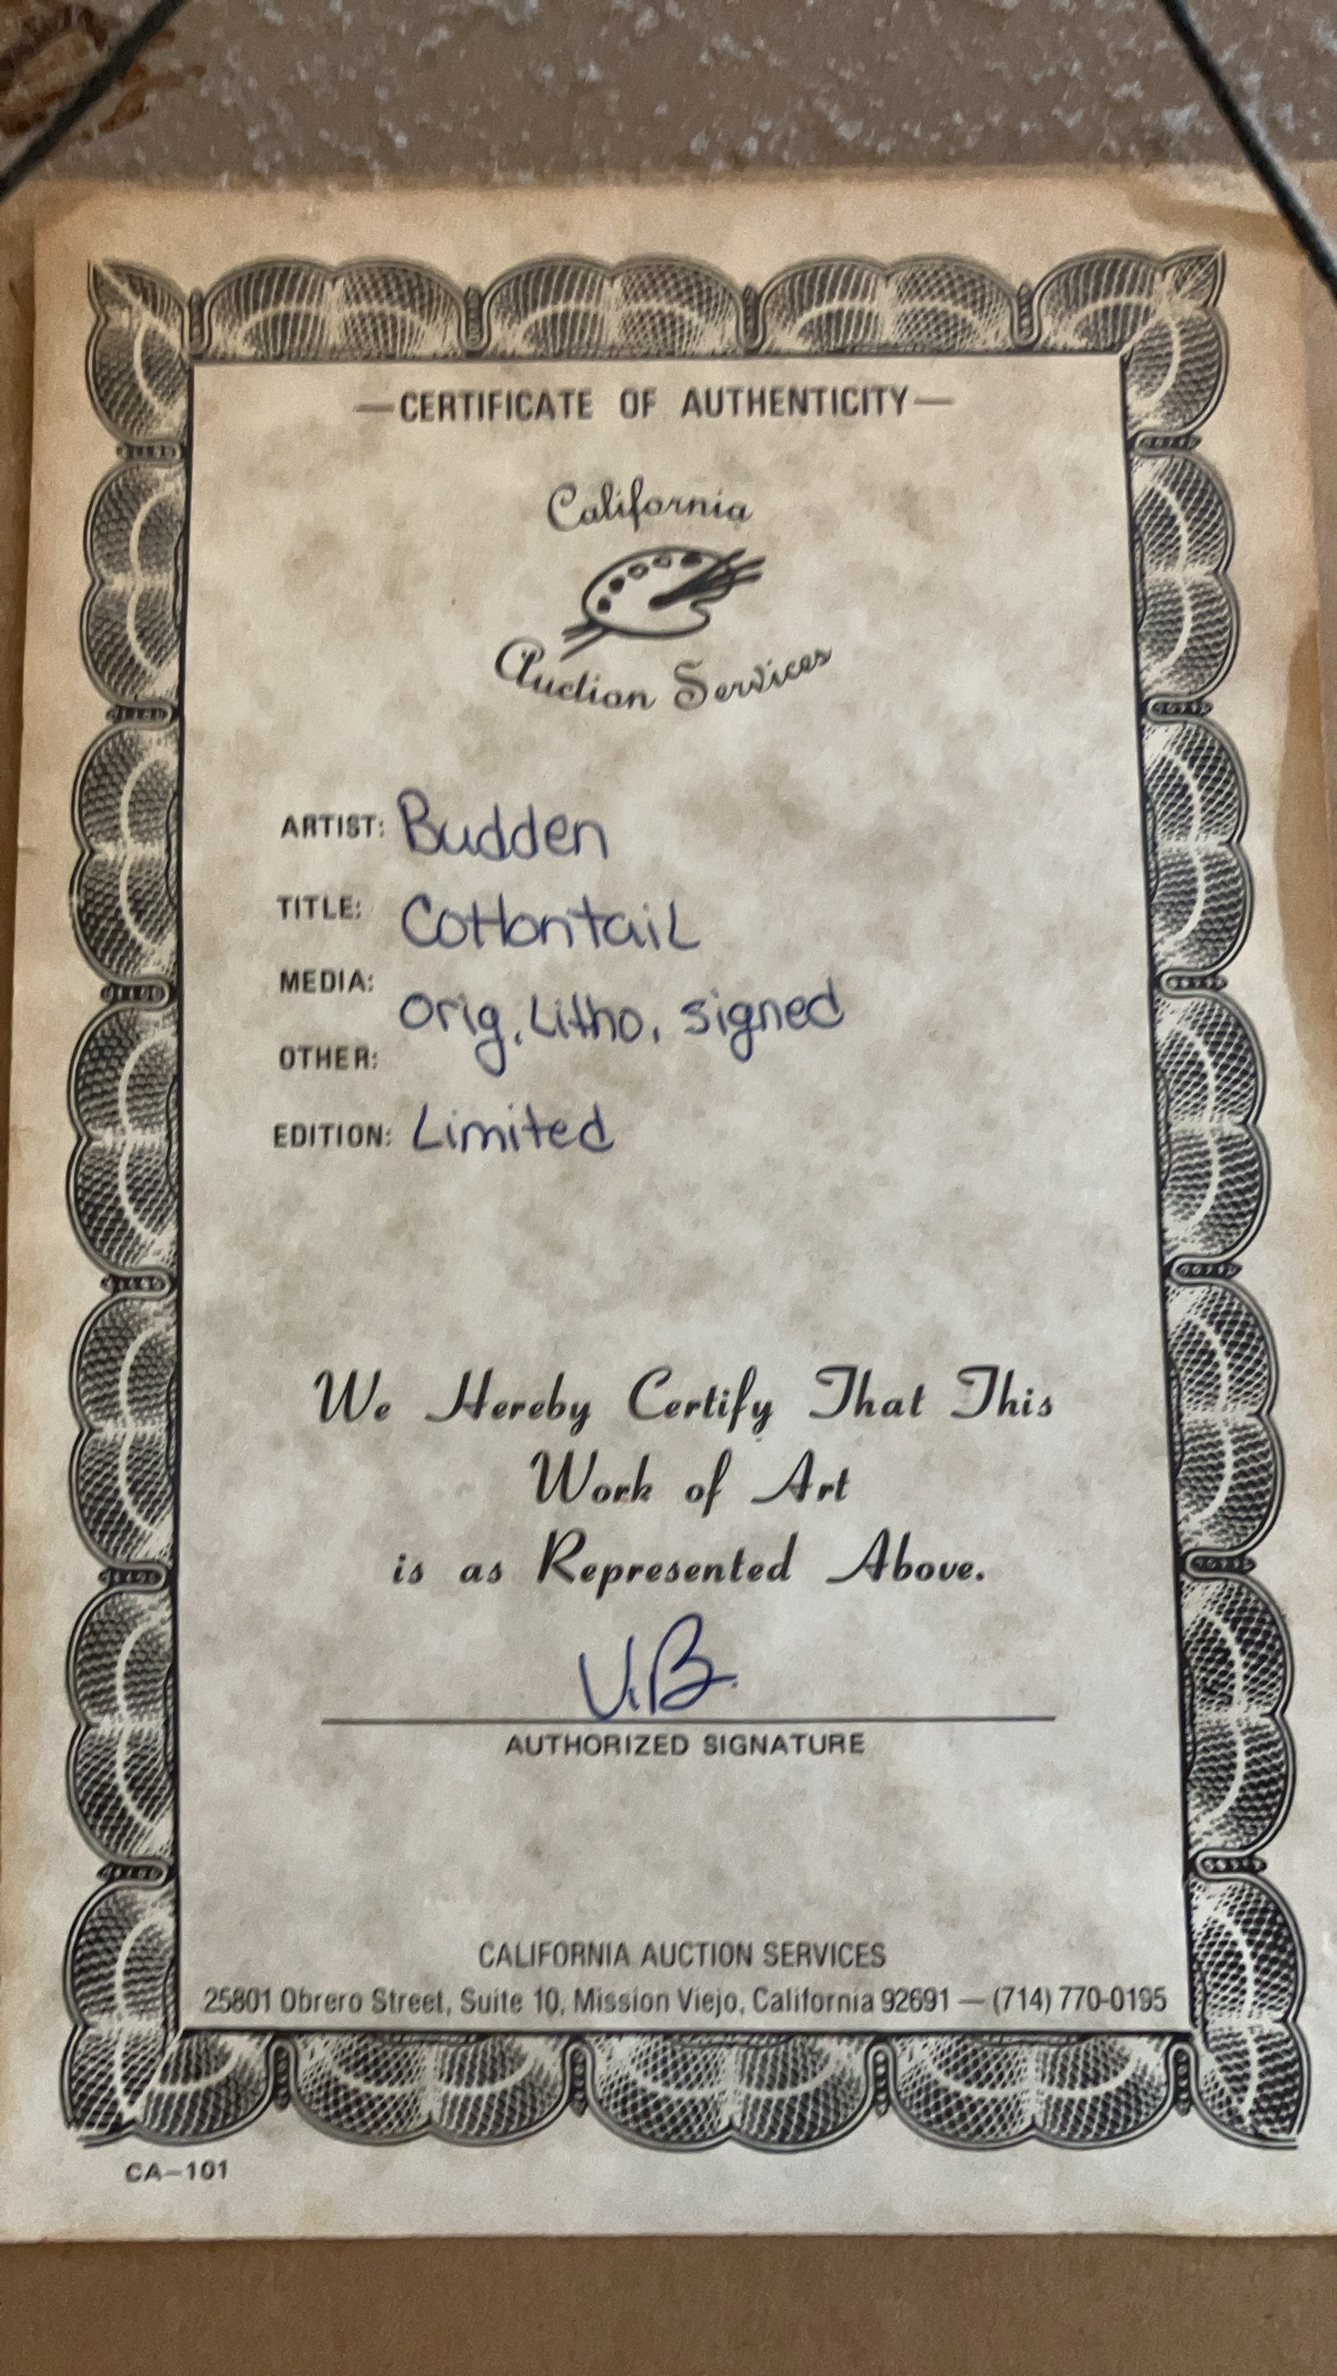 —CERTIFICATE OF AUTHENTICITY—
California
Auction Services
ARTIST: Budden
TITLE: Cottontail
MEDIA: Orig. Litho, signed
OTHER:
EDITION: Limited
We Hereby Certify That This
Work of Art
is as Represented Above.
V.B.
AUTHORIZED SIGNATURE
CALIFORNIA AUCTION SERVICES
25801 Obrero Street, Suite 10, Mission Viejo, California 92691 — (714) 770-0195
CA-101